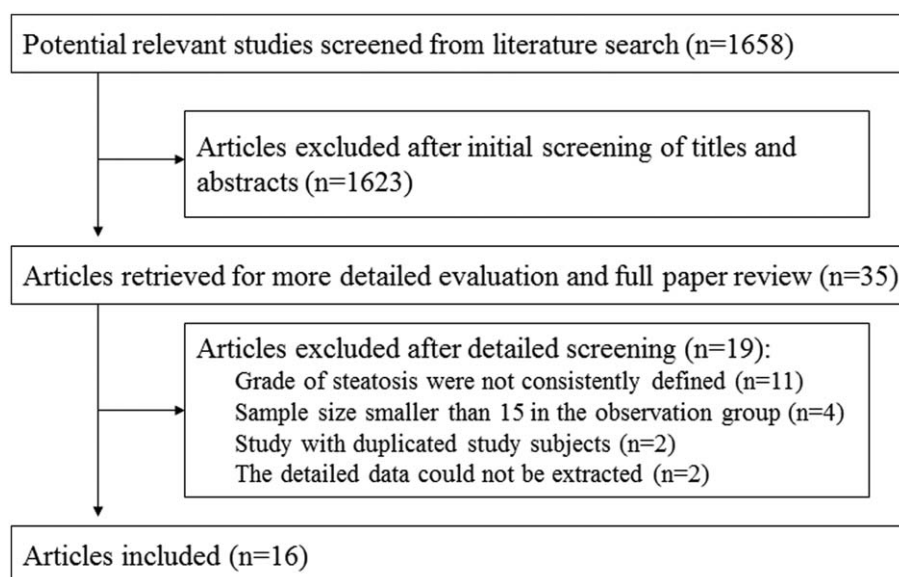 Potential relevant studies screened from literature search (n=1658)
Articles excluded after initial screening of titles and
abstracts (n=1623)
Articles retrieved for more detailed evaluation and full paper review (n=35)
Articles excluded after detailed screening (n=19):
Grade of steatosis were not consistently defined (n=11)
Sample size smaller than 15 in the observation group (n=4)
Study with duplicated study subjects (n=2)
The detailed data could not be extracted (n=2)
Articles included (n=16)